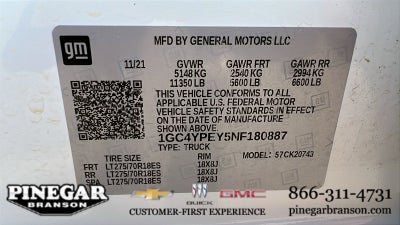 gm
MFD BY GENERAL MOTORS LLC
11/21 GVWR GAWR FRT GAWR RR
5148 KG 2540 KG 2994 KG
11350 LB 5600 LB 6600 LB
THIS VEHICLE CONFORMS TO ALL
APPLICABLE U.S. FEDERAL MOTOR
VEHICLE SAFETY STANDARDS IN EFFECT
ON THE DATE OF MANUFACTURE SHOWN ABOVE.
1GC4YPEY5NF180887
TYPE: TRUCK MODEL: 57CK20743
TIRE SIZE RIM
FRT LT275/70R18ES 18X8J
RR LT275/70R18ES 18X8J
SPA LT275/70R18ES 18X8J
PINEGAR
BRANSON
CHEVROLET BUICK GMC
CUSTOMER-FIRST EXPERIENCE
866-311-4731
pinegarbranson.com